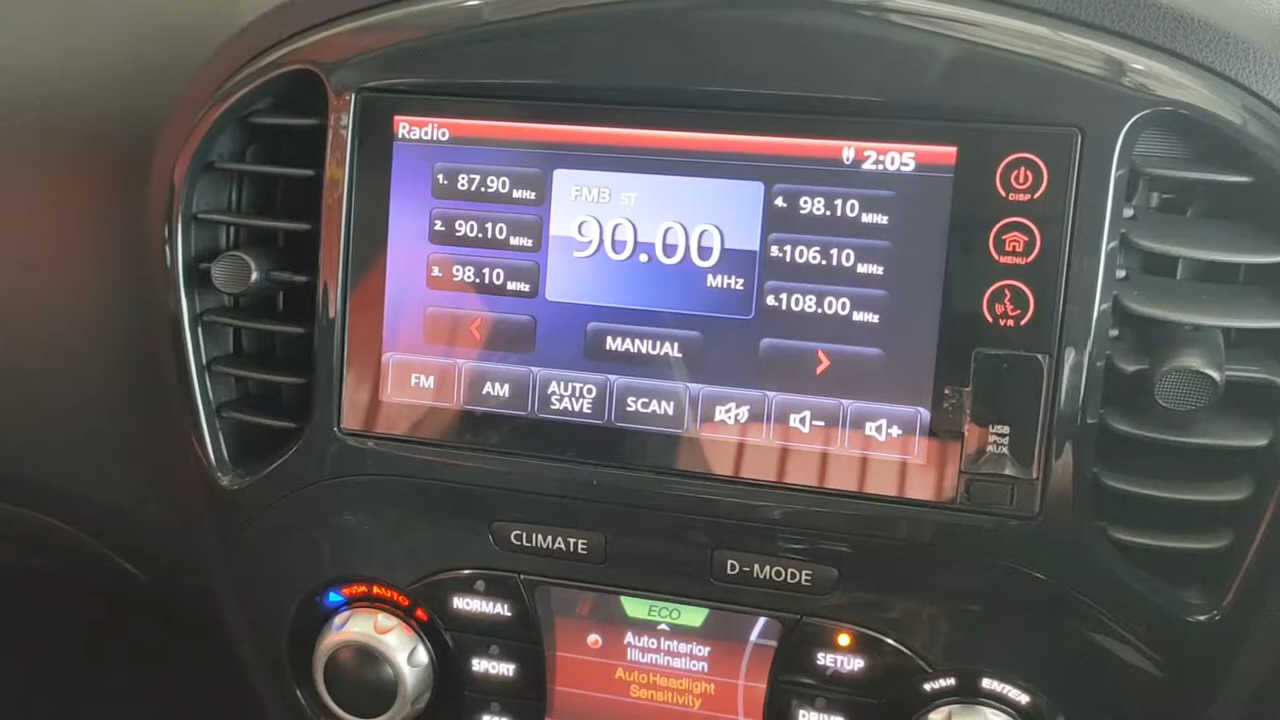 Radio
2:05
1. 87.90 MHz
2. 90.10 MHz
3. 98.10 MHz
FM3 ST
90.00
MHz
4. 98.10 MHz
5.106.10 MHz
6.108.00 MHz
MANUAL
FM
AM
AUTO
SAVE
SCAN
DISP
MENU
VR
USB
iPod
AUX
CLIMATE
D-MODE
PUSH AUTO
NORMAL
SPORT
ECO
Auto Interior
Illumination
Auto Headlight
Sensitivity
SETUP
PUSH ENTER